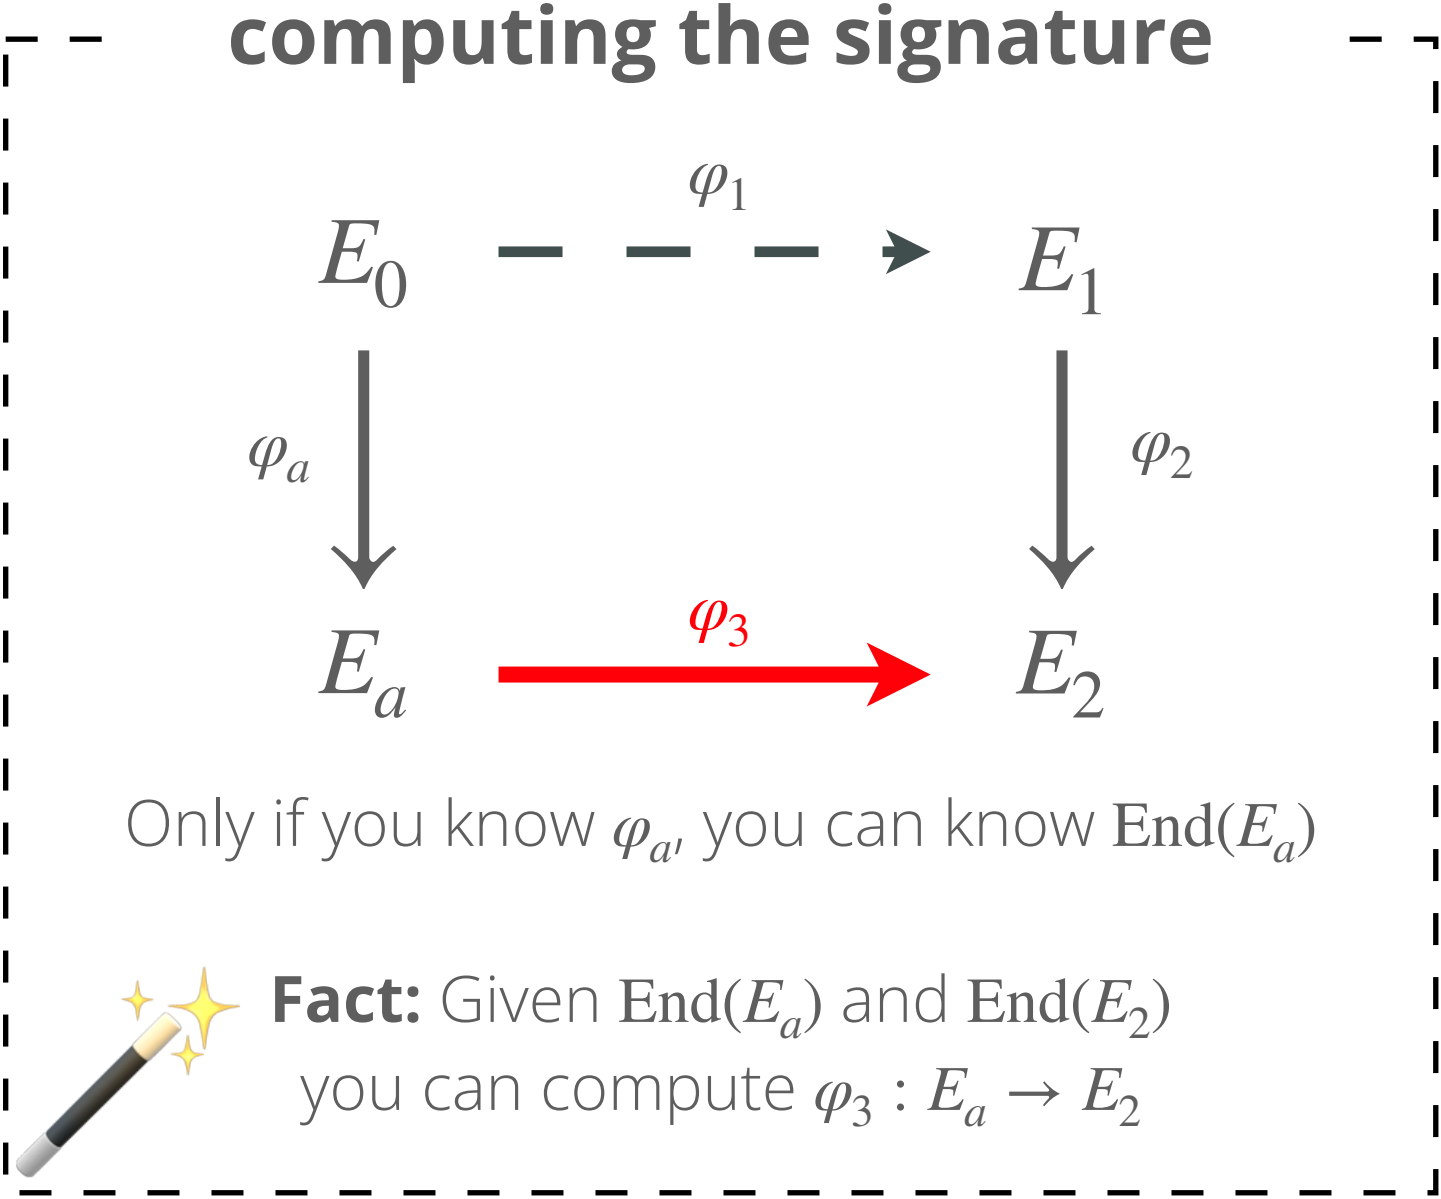 computing the signature
φ₁
E₀ E₁
φₐ φ₂
φ₃
Eₐ E₂
Only if you know φₐ′ you can know End(Eₐ)
Fact: Given End(Eₐ) and End(E₂)
you can compute φ₃ : Eₐ → E₂